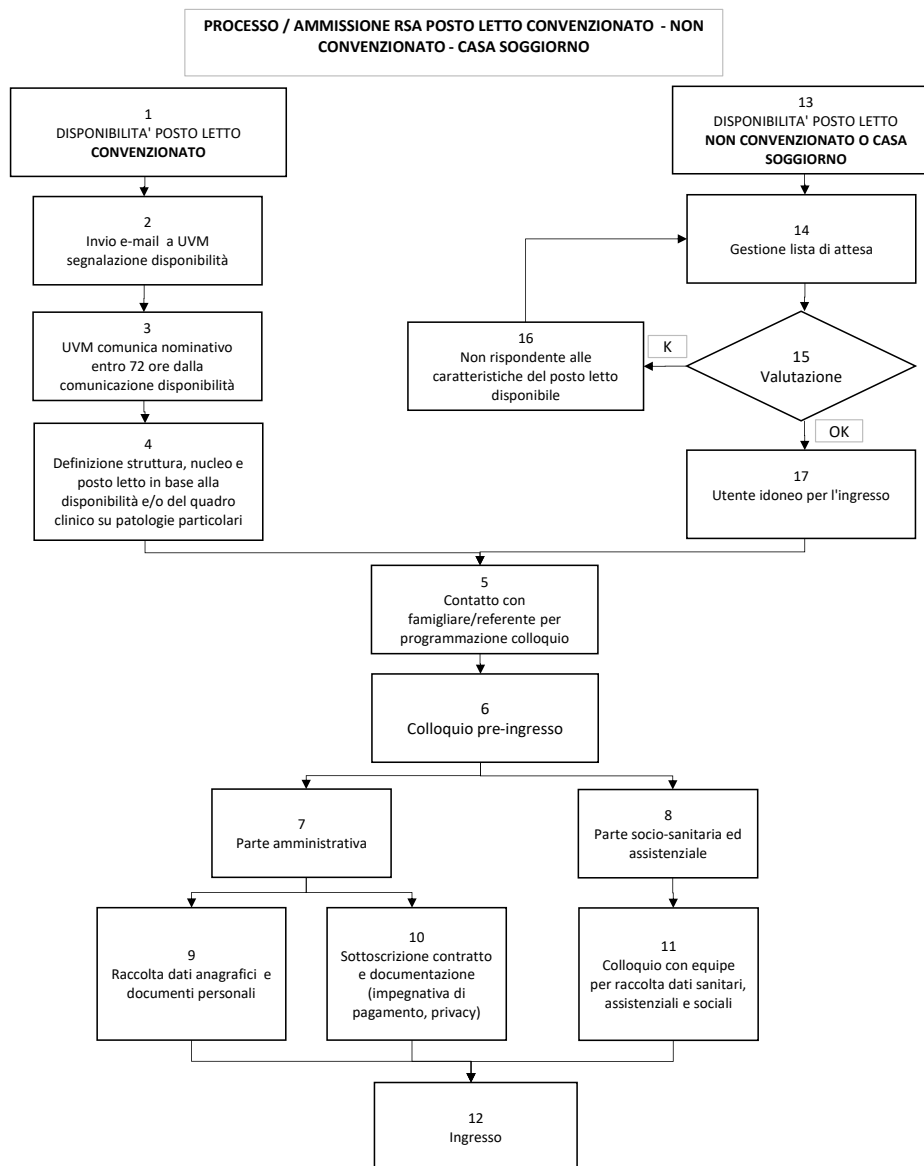 PROCESSO / AMMISSIONE RSA POSTO LETTO CONVENZIONATO - NON
CONVENZIONATO - CASA SOGGIORNO
1
DISPONIBILITA' POSTO LETTO
CONVENZIONATO
13
DISPONIBILITA' POSTO LETTO
NON CONVENZIONATO O CASA
SOGGIORNO
2
Invio e-mail a UVM
segnalazione disponibilità
14
Gestione lista di attesa
3
UVM comunica nominativo
entro 72 ore dalla
comunicazione disponibilità
16
Non rispondente alle
caratteristiche del posto letto
disponibile
K
15
Valutazione
OK
4
Definizione struttura, nucleo e
posto letto in base alla
disponibilità e/o del quadro
clinico su patologie particolari
17
Utente idoneo per l'ingresso
5
Contatto con
famigliare/referente per
programmazione colloquio
6
Colloquio pre-ingresso
7
Parte amministrativa
8
Parte socio-sanitaria ed
assistenziale
9
Raccolta dati anagrafici e
documenti personali
10
Sottoscrizione contratto
e documentazione
(impegnativa di
pagamento, privacy)
11
Colloquio con equipe
per raccolta dati sanitari,
assistenziali e sociali
12
Ingresso